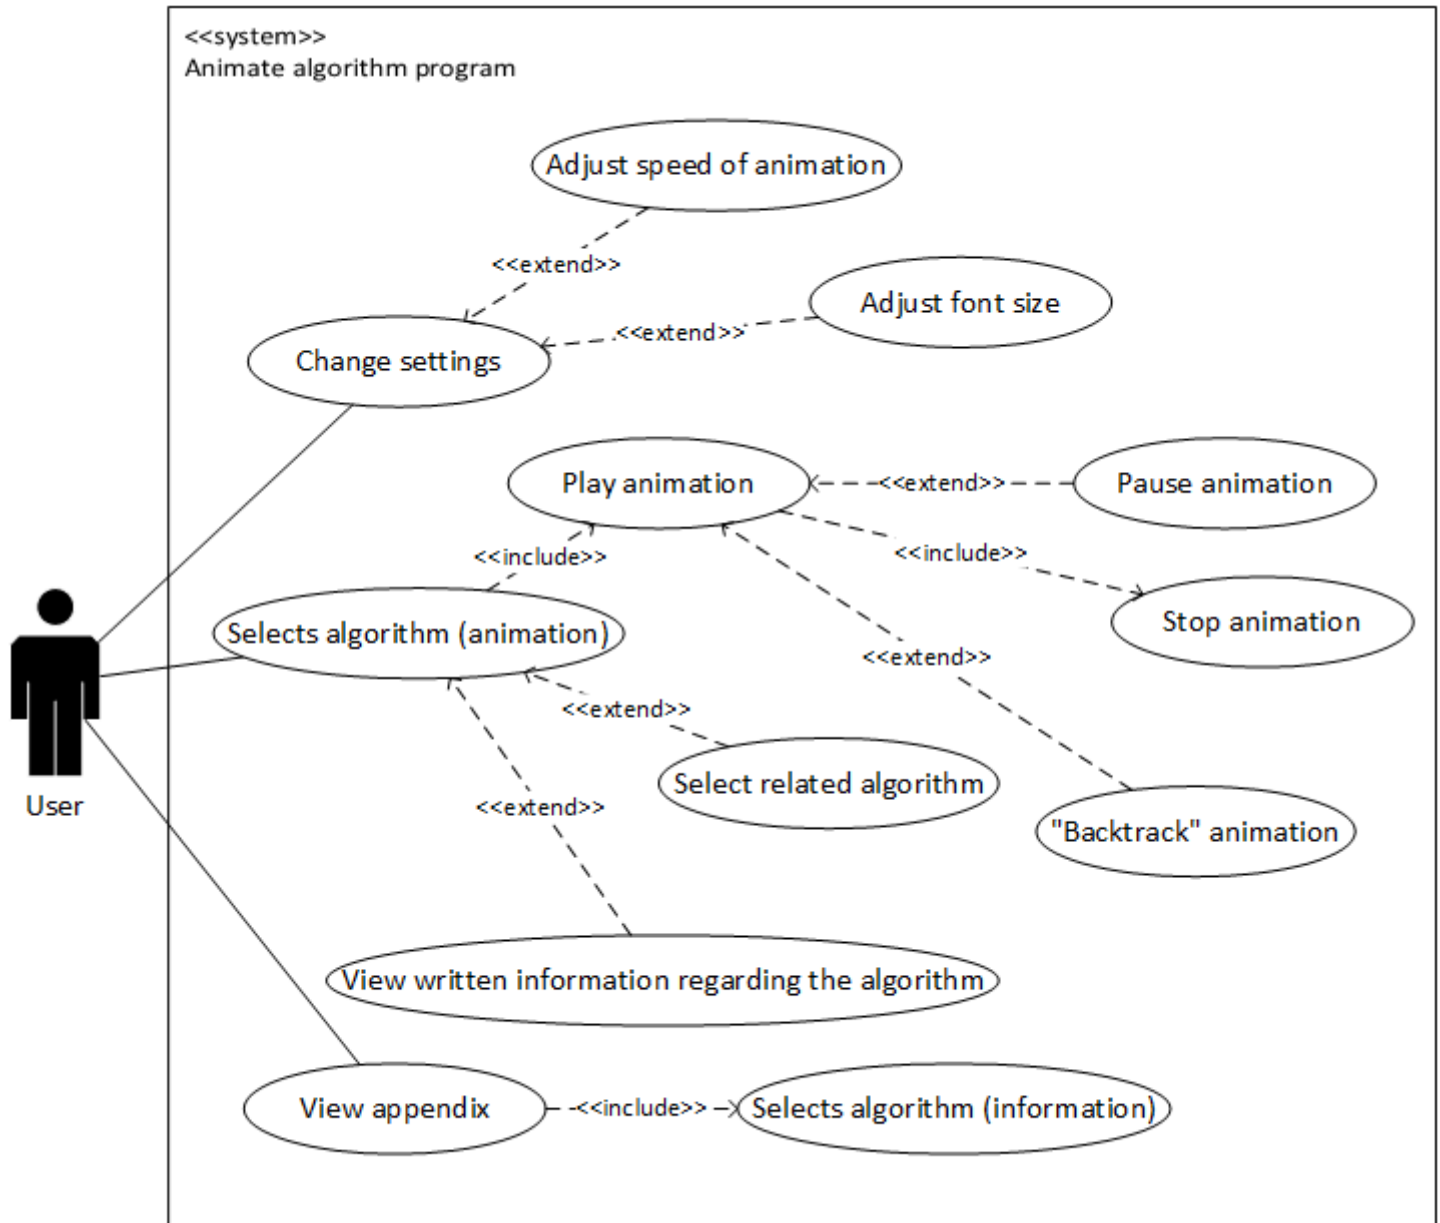 <<system>>
Animate algorithm program
Adjust speed of animation
<<extend>>
Adjust font size
<<extend>>
Change settings
Play animation
<<extend>>
Pause animation
<<include>>
<<include>>
Stop animation
Selects algorithm (animation)
<<extend>>
<<extend>>
Select related algorithm
<<extend>>
"Backtrack" animation
User
View written information regarding the algorithm
View appendix
<<include>>
Selects algorithm (information)